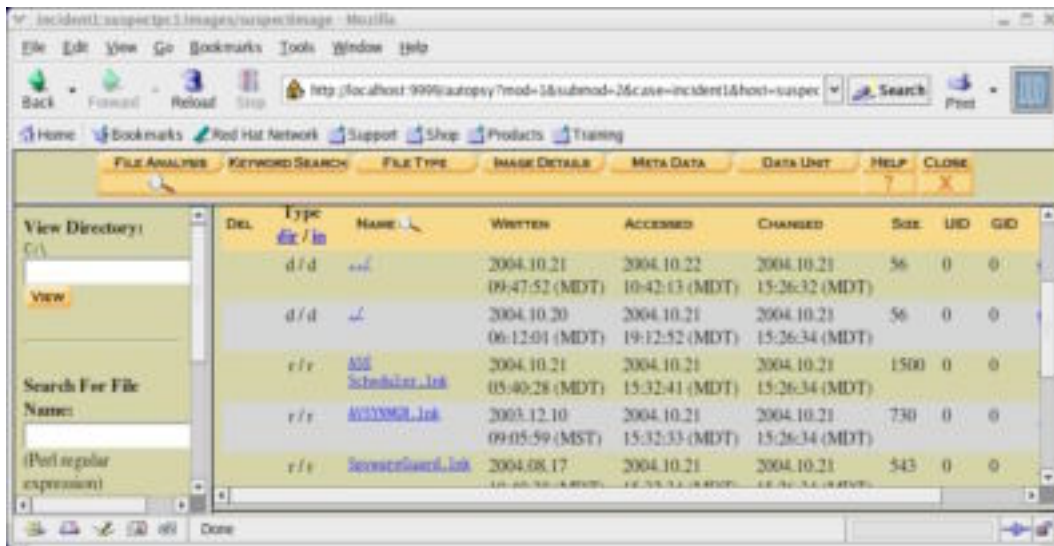 incident1:suspectpc1:images/suspectimage - Mozilla
File Edit View Go Bookmarks Tools Window Help
Back Forward Reload Stop http://localhost:9999/autopsy?mod=1&submod=2&case=incident1&host=suspec Search Print
Home Bookmarks Red Hat Network Support Shop Products Training
FILE ANALYSIS KEYWORD SEARCH FILE TYPE IMAGE DETAILS META DATA DATA UNIT HELP CLOSE
? X
View Directory:
C:\
VIEW
Search For File
Name:
(Perl regular
expression)
DEL Type NAME WRITTEN ACCESSED CHANGED SIZE UID GID
dir / in
d / d ../ 2004.10.21 2004.10.22 2004.10.21 56 0 0
09:47:52 (MDT) 10:42:13 (MDT) 15:26:32 (MDT)
d / d ./ 2004.10.20 2004.10.21 2004.10.21 56 0 0
06:12:01 (MDT) 19:12:52 (MDT) 15:26:34 (MDT)
r / r 2004.10.21 2004.10.21 2004.10.21 1500 0 0
Scheduler.lnk 05:40:28 (MDT) 15:32:41 (MDT) 15:26:34 (MDT)
r / r AVSYNMGR.lnk 2003.12.10 2004.10.21 2004.10.21 730 0 0
09:05:59 (MST) 15:32:33 (MDT) 15:26:34 (MDT)
r / r SpywareGuard.lnk 2004.08.17 2004.10.21 2004.10.21 543 0 0
Done